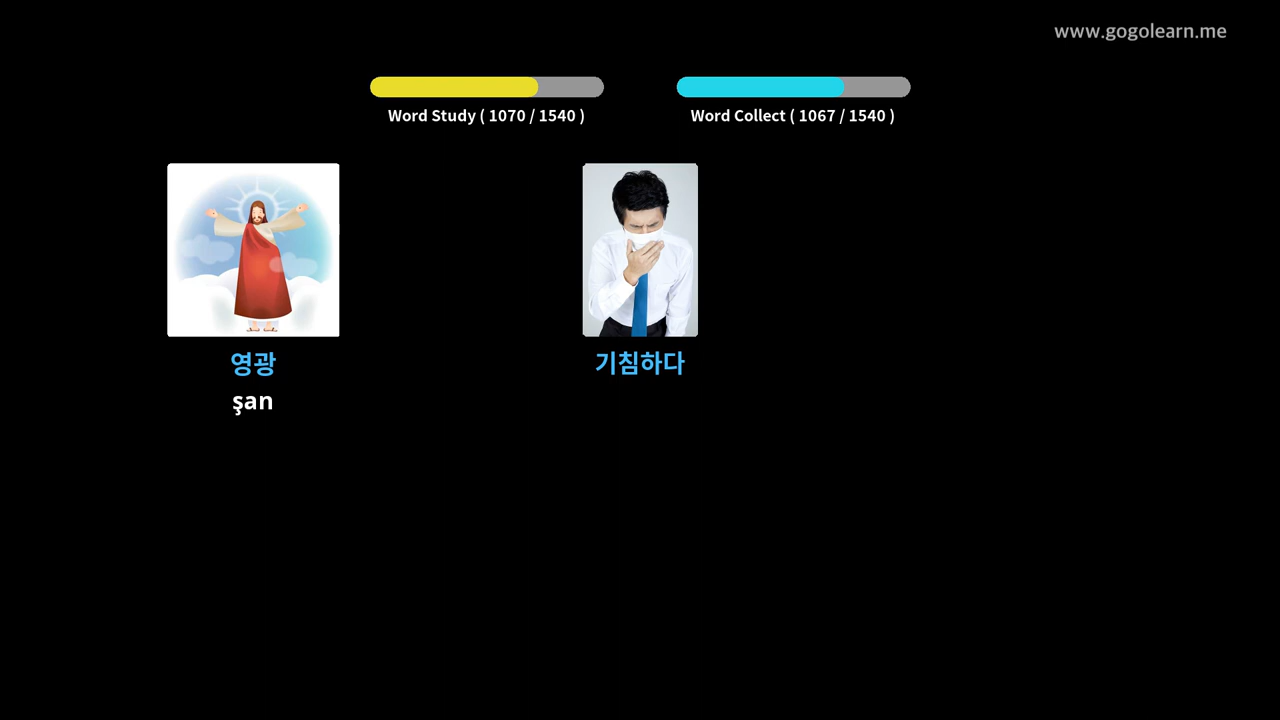 www.gogolearn.me
Word Study ( 1070 / 1540 )
Word Collect ( 1067 / 1540 )
영광
şan
기침하다